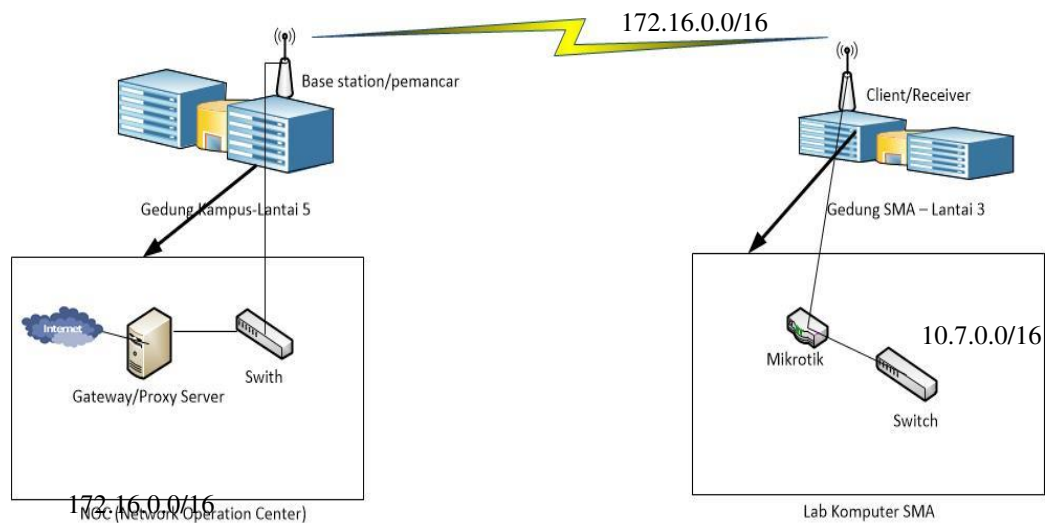 172.16.0.0/16
Base station/pemancar
Client/Receiver
Gedung Kampus-Lantai 5
Gedung SMA – Lantai 3
Internet
Gateway/Proxy Server
Swith
Mikrotik
10.7.0.0/16
Switch
172.16.0.0/16
NOC (Network Operation Center)
Lab Komputer SMA